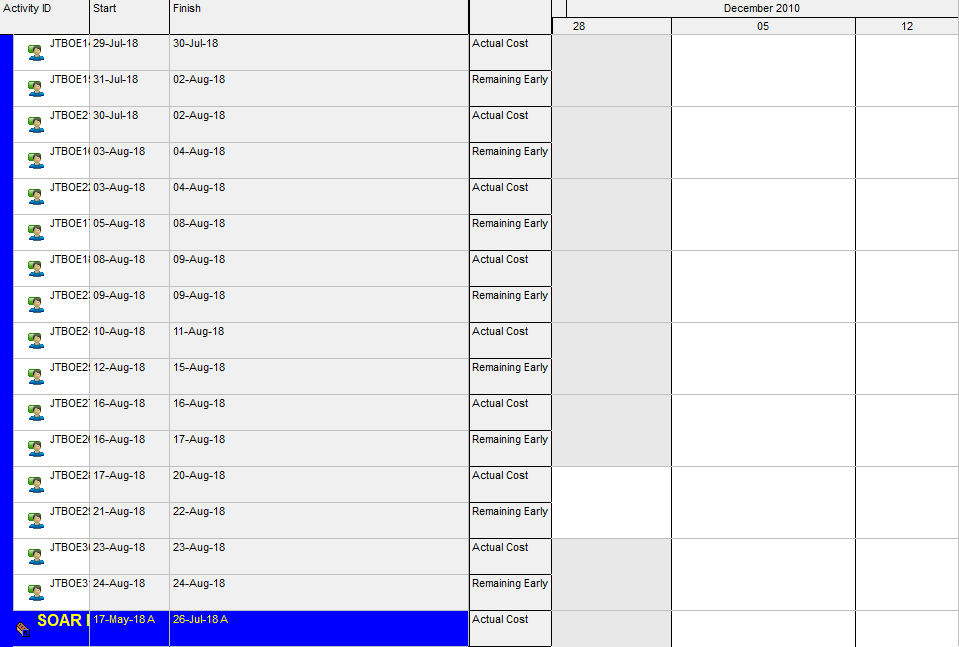 Activity ID Start Finish December 2010
28 05 12
JTBOE1 29-Jul-18 30-Jul-18 Actual Cost
JTBOE1 31-Jul-18 02-Aug-18 Remaining Early
JTBOE2 30-Jul-18 02-Aug-18 Actual Cost
JTBOE1 03-Aug-18 04-Aug-18 Remaining Early
JTBOE2 03-Aug-18 04-Aug-18 Actual Cost
JTBOE1 05-Aug-18 08-Aug-18 Remaining Early
JTBOE1 08-Aug-18 09-Aug-18 Actual Cost
JTBOE2 09-Aug-18 09-Aug-18 Remaining Early
JTBOE2 10-Aug-18 11-Aug-18 Actual Cost
JTBOE2 12-Aug-18 15-Aug-18 Remaining Early
JTBOE2 16-Aug-18 16-Aug-18 Actual Cost
JTBOE2 16-Aug-18 17-Aug-18 Remaining Early
JTBOE2 17-Aug-18 20-Aug-18 Actual Cost
JTBOE2 21-Aug-18 22-Aug-18 Remaining Early
JTBOE3 23-Aug-18 23-Aug-18 Actual Cost
JTBOE3 24-Aug-18 24-Aug-18 Remaining Early
SOAR 17-May-18 A 26-Jul-18 A Actual Cost